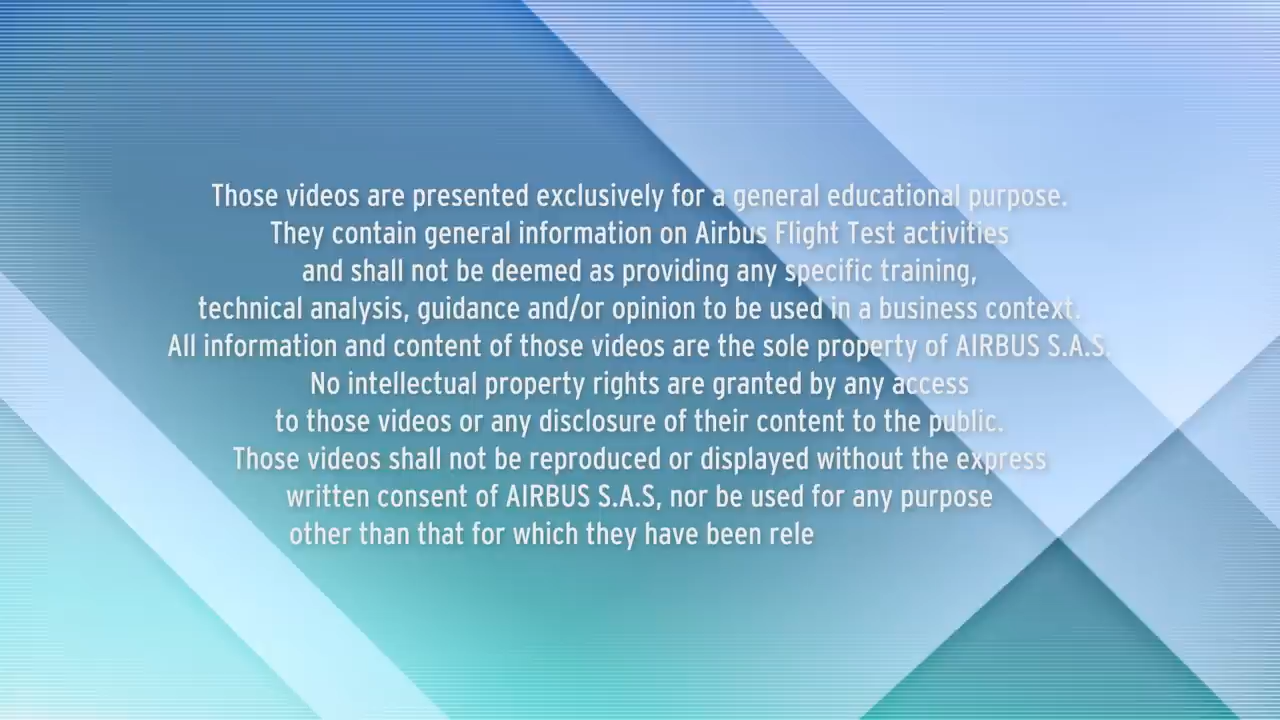 Those videos are presented exclusively for a general educational purpose.
They contain general information on Airbus Flight Test activities
and shall not be deemed as providing any specific training,
technical analysis, guidance and/or opinion to be used in a business context.
All information and content of those videos are the sole property of AIRBUS S.A.S.
No intellectual property rights are granted by any access
to those videos or any disclosure of their content to the public.
Those videos shall not be reproduced or displayed without the express
written consent of AIRBUS S.A.S, nor be used for any purpose
other than that for which they have been rele